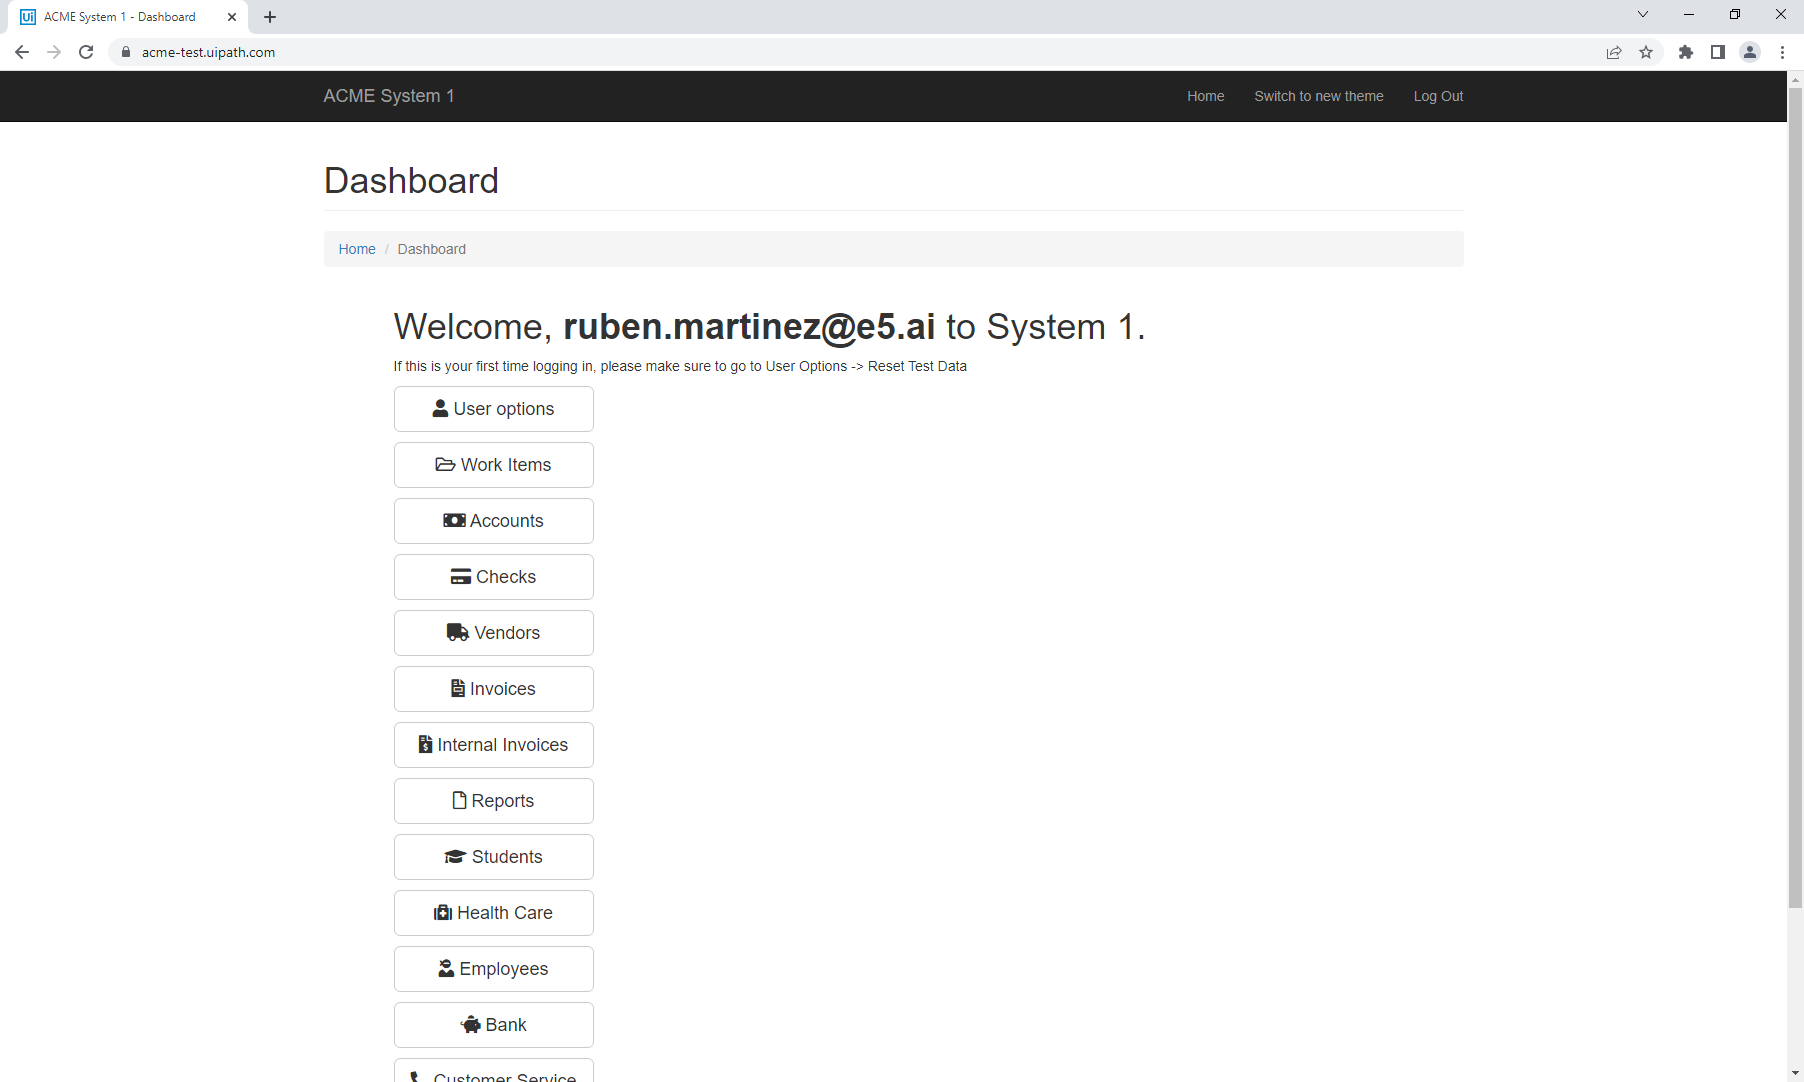 ACME System 1 - Dashboard
acme-test.uipath.com
ACME System 1
Home
Switch to new theme
Log Out
Dashboard
Home / Dashboard
Welcome, ruben.martinez@e5.ai to System 1.
If this is your first time logging in, please make sure to go to User Options -> Reset Test Data
User options
Work Items
Accounts
Checks
Vendors
Invoices
Internal Invoices
Reports
Students
Health Care
Employees
Bank
Customer Service